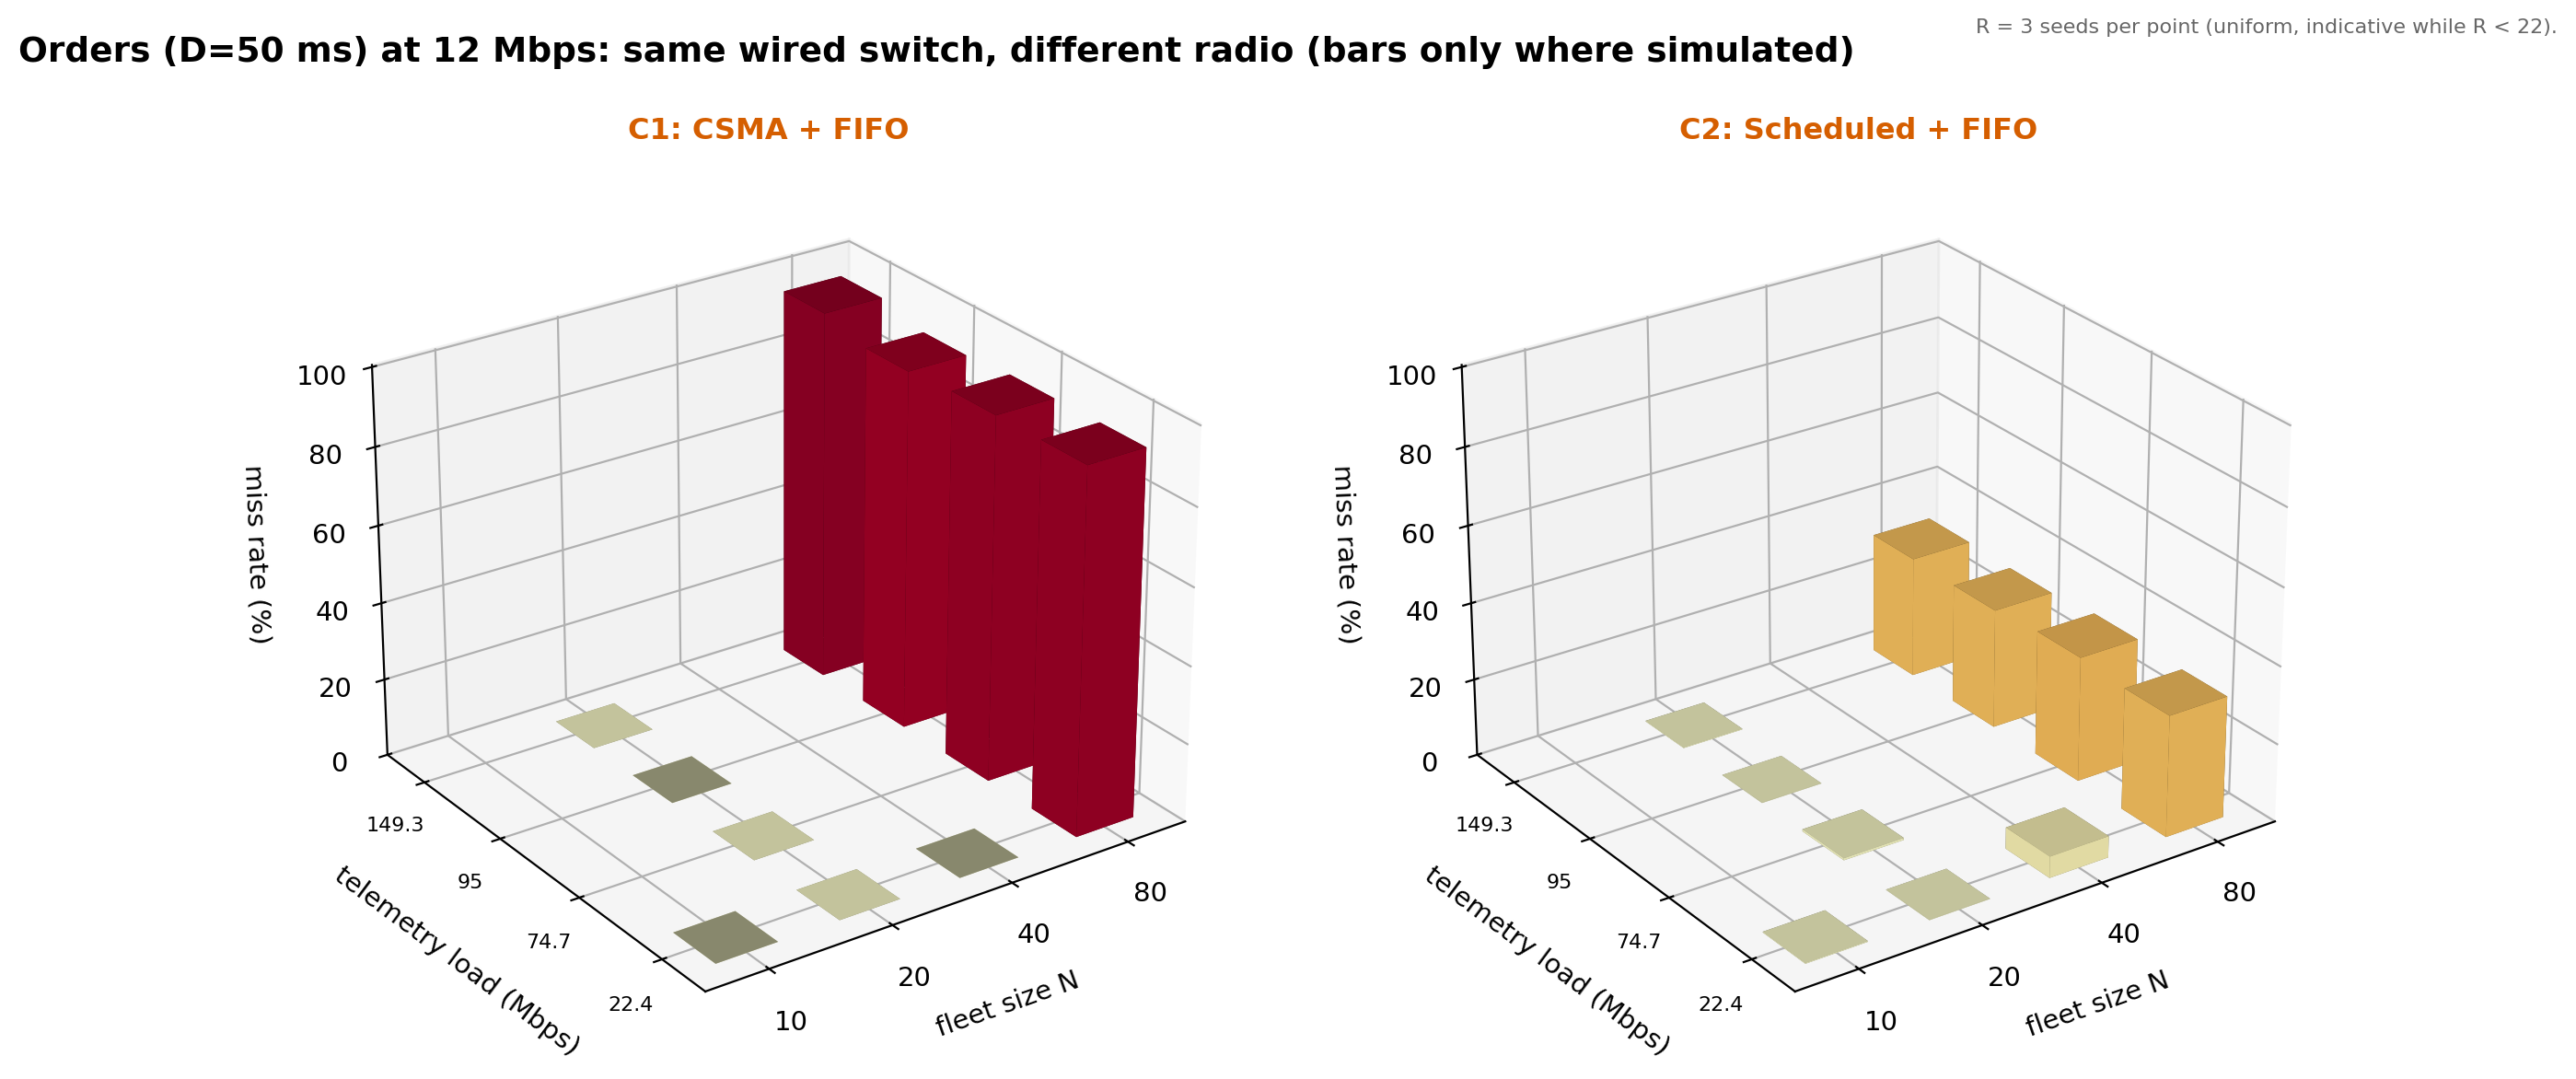 R = 3 seeds per point (uniform, indicative while R < 22).
Orders (D=50 ms) at 12 Mbps: same wired switch, different radio (bars only where simulated)
C1: CSMA + FIFO
100
80
60
40
20
0
miss rate (%)
149.3
95
74.7
22.4
telemetry load (Mbps)
10
20
40
80
fleet size N
C2: Scheduled + FIFO
100
80
60
40
20
0
miss rate (%)
149.3
95
74.7
22.4
telemetry load (Mbps)
10
20
40
80
fleet size N